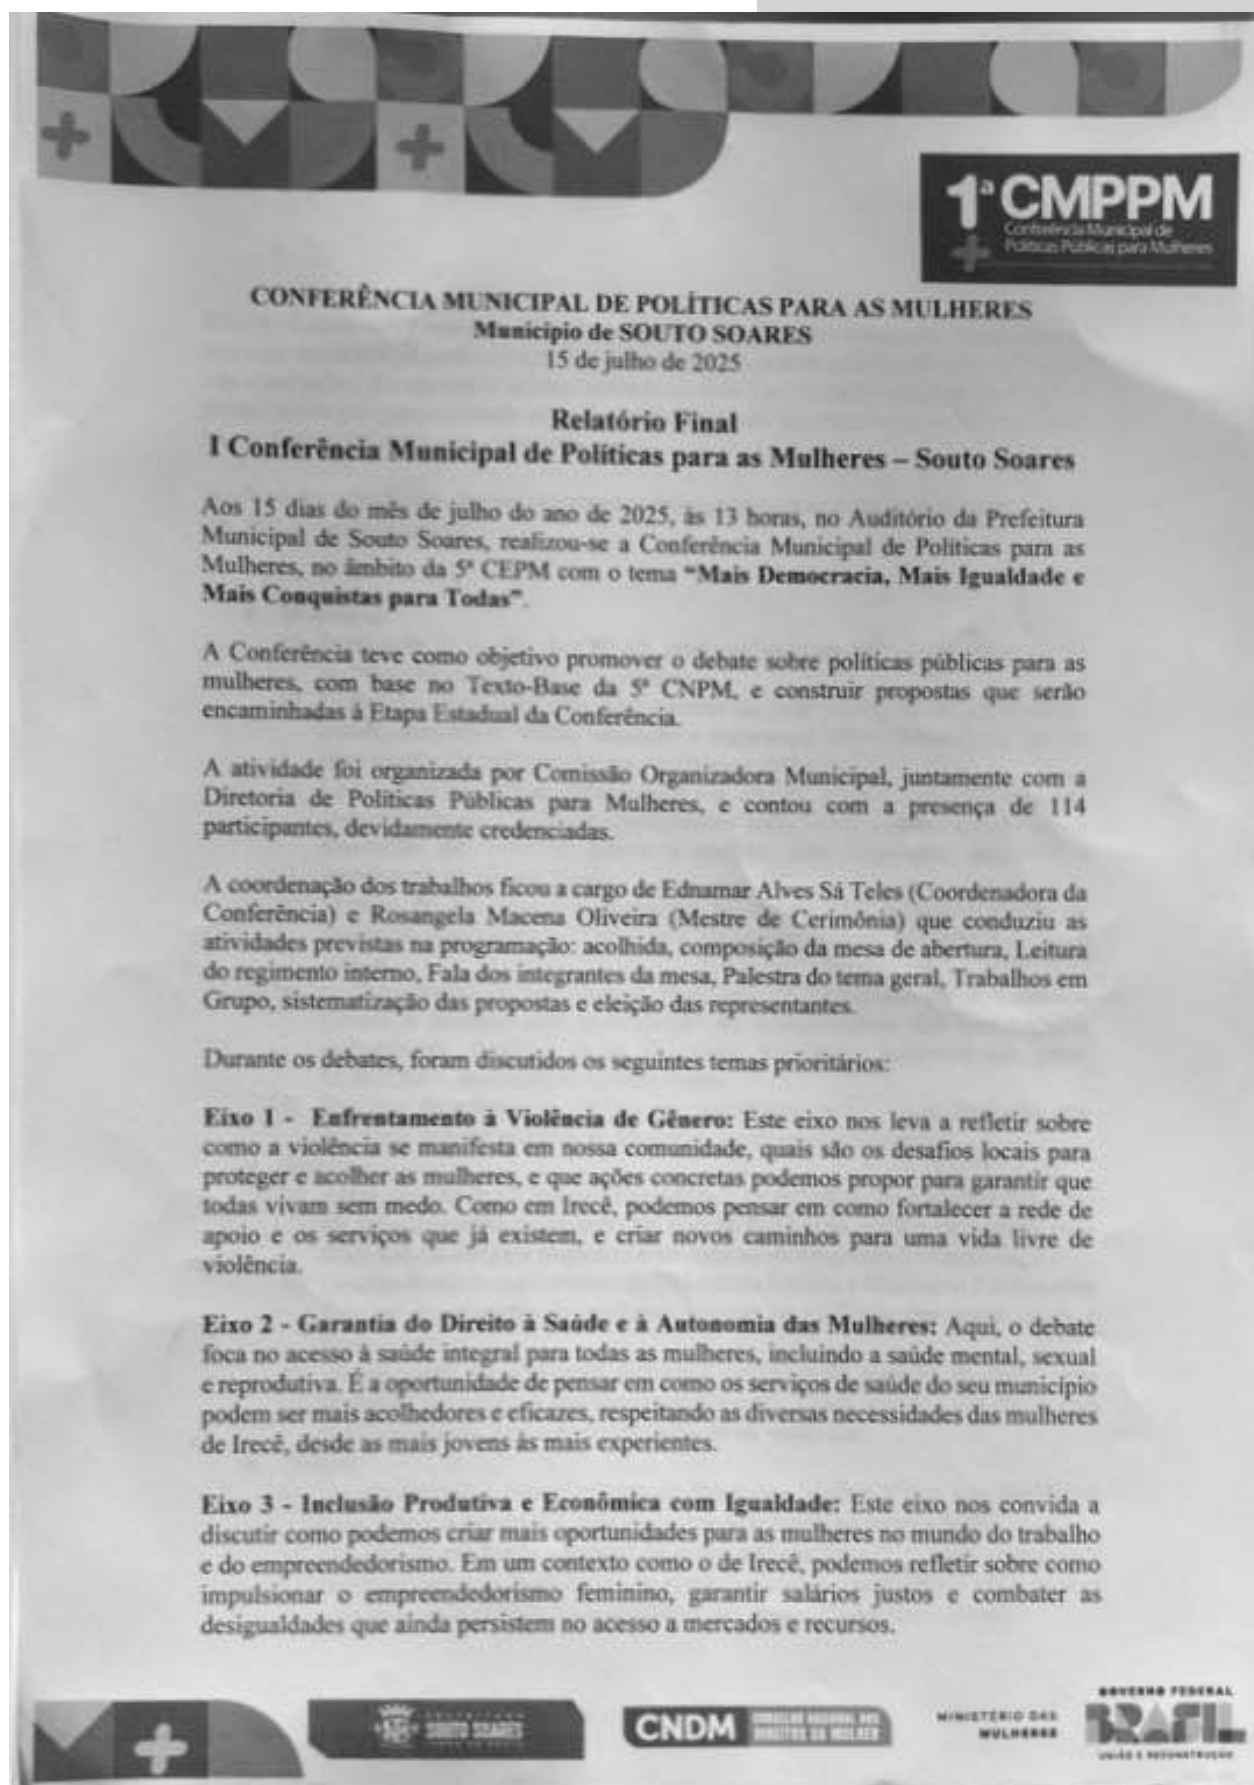 1ª CMPPM
Conferência Municipal de
Políticas Públicas para Mulheres
CONFERÊNCIA MUNICIPAL DE POLÍTICAS PARA AS MULHERES
Município de SOUTO SOARES
15 de julho de 2025
Relatório Final
I Conferência Municipal de Políticas para as Mulheres – Souto Soares
Aos 15 dias do mês de julho do ano de 2025, às 13 horas, no Auditório da Prefeitura
Municipal de Souto Soares, realizou-se a Conferência Municipal de Políticas para as
Mulheres, no âmbito da 5ª CEPM com o tema “Mais Democracia, Mais Igualdade e
Mais Conquistas para Todas”.
A Conferência teve como objetivo promover o debate sobre políticas públicas para as
mulheres, com base no Texto-Base da 5ª CNPM, e construir propostas que serão
encaminhadas à Etapa Estadual da Conferência.
A atividade foi organizada por Comissão Organizadora Municipal, juntamente com a
Diretoria de Políticas Públicas para Mulheres, e contou com a presença de 114
participantes, devidamente credenciadas.
A coordenação dos trabalhos ficou a cargo de Ednamar Alves Sá Teles (Coordenadora da
Conferência) e Rosangela Macena Oliveira (Mestre de Cerimônia) que conduziu as
atividades previstas na programação: acolhida, composição da mesa de abertura, Leitura
do regimento interno, Fala dos integrantes da mesa, Palestra do tema geral, Trabalhos em
Grupo, sistematização das propostas e eleição das representantes.
Durante os debates, foram discutidos os seguintes temas prioritários:
Eixo 1 - Enfrentamento à Violência de Gênero: Este eixo nos leva a refletir sobre
como a violência se manifesta em nossa comunidade, quais são os desafios locais para
proteger e acolher as mulheres, e que ações concretas podemos propor para garantir que
todas vivam sem medo. Como em Irecê, podemos pensar em como fortalecer a rede de
apoio e os serviços que já existem, e criar novos caminhos para uma vida livre de
violência.
Eixo 2 - Garantia do Direito à Saúde e à Autonomia das Mulheres: Aqui, o debate
foca no acesso à saúde integral para todas as mulheres, incluindo a saúde mental, sexual
e reprodutiva. É a oportunidade de pensar em como os serviços de saúde do seu município
podem ser mais acolhedores e eficazes, respeitando as diversas necessidades das mulheres
de Irecê, desde as mais jovens às mais experientes.
Eixo 3 - Inclusão Produtiva e Econômica com Igualdade: Este eixo nos convida a
discutir como podemos criar mais oportunidades para as mulheres no mundo do trabalho
e do empreendedorismo. Em um contexto como o de Irecê, podemos refletir sobre como
impulsionar o empreendedorismo feminino, garantir salários justos e combater as
desigualdades que ainda persistem no acesso a mercados e recursos.
PREFEITURA
SOUTO SOARES
CNDM
CONSELHO NACIONAL DOS
DIREITOS DA MULHER
MINISTÉRIO DAS
MULHERES
GOVERNO FEDERAL
BRASIL
UNIÃO E RECONSTRUÇÃO